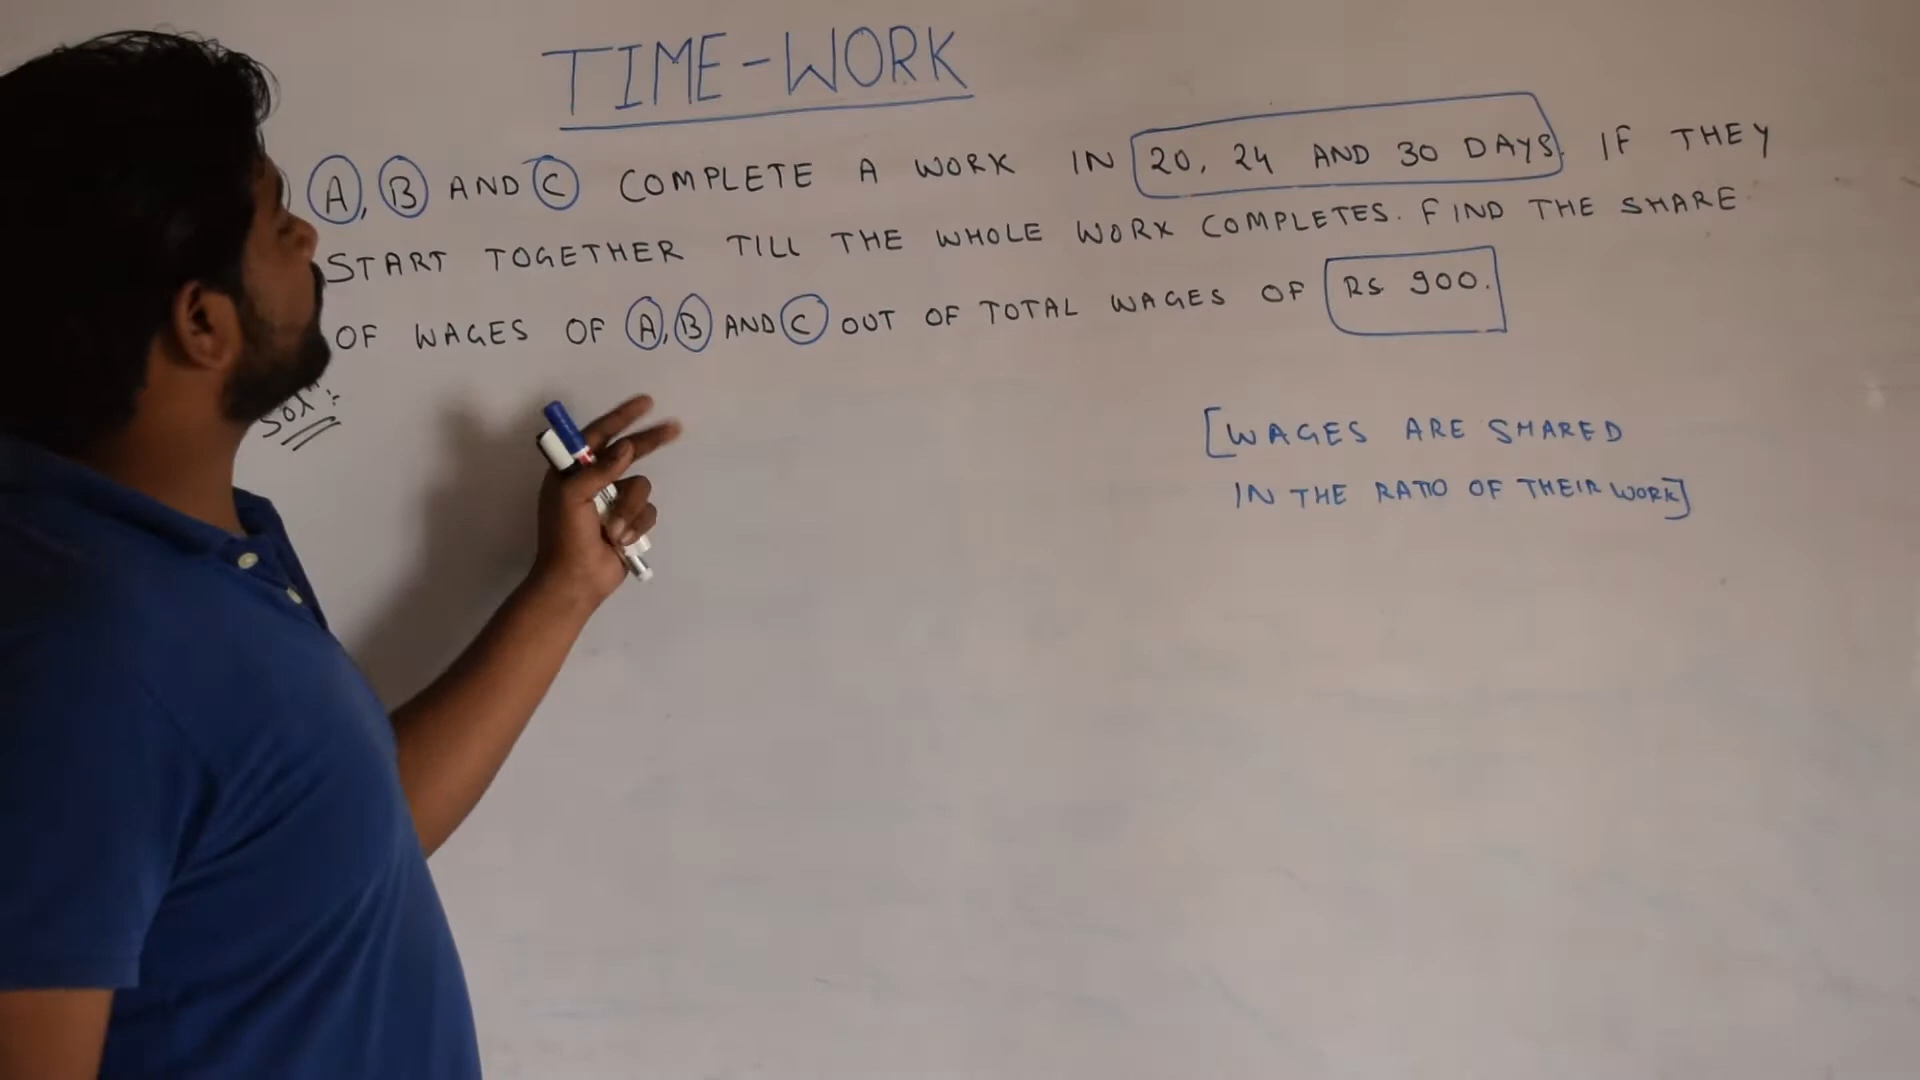 TIME-WORK
A, B AND C COMPLETE A WORK IN 20, 24 AND 30 DAYS. IF THEY
START TOGETHER TILL THE WHOLE WORK COMPLETES. FIND THE SHARE
OF WAGES OF A, B AND C OUT OF TOTAL WAGES OF RS 900.
Solⁿ :-
[WAGES ARE SHARED
IN THE RATIO OF THEIR WORK]